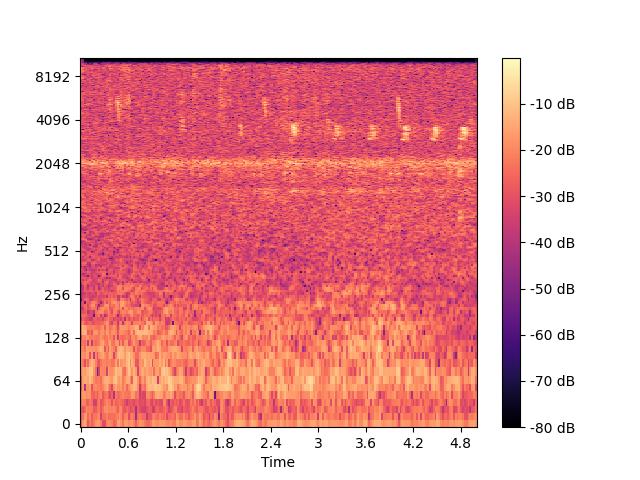 8192
4096
2048
1024
512
256
128
64
0
Hz
0 0.6 1.2 1.8 2.4 3 3.6 4.2 4.8
Time
-10 dB
-20 dB
-30 dB
-40 dB
-50 dB
-60 dB
-70 dB
-80 dB